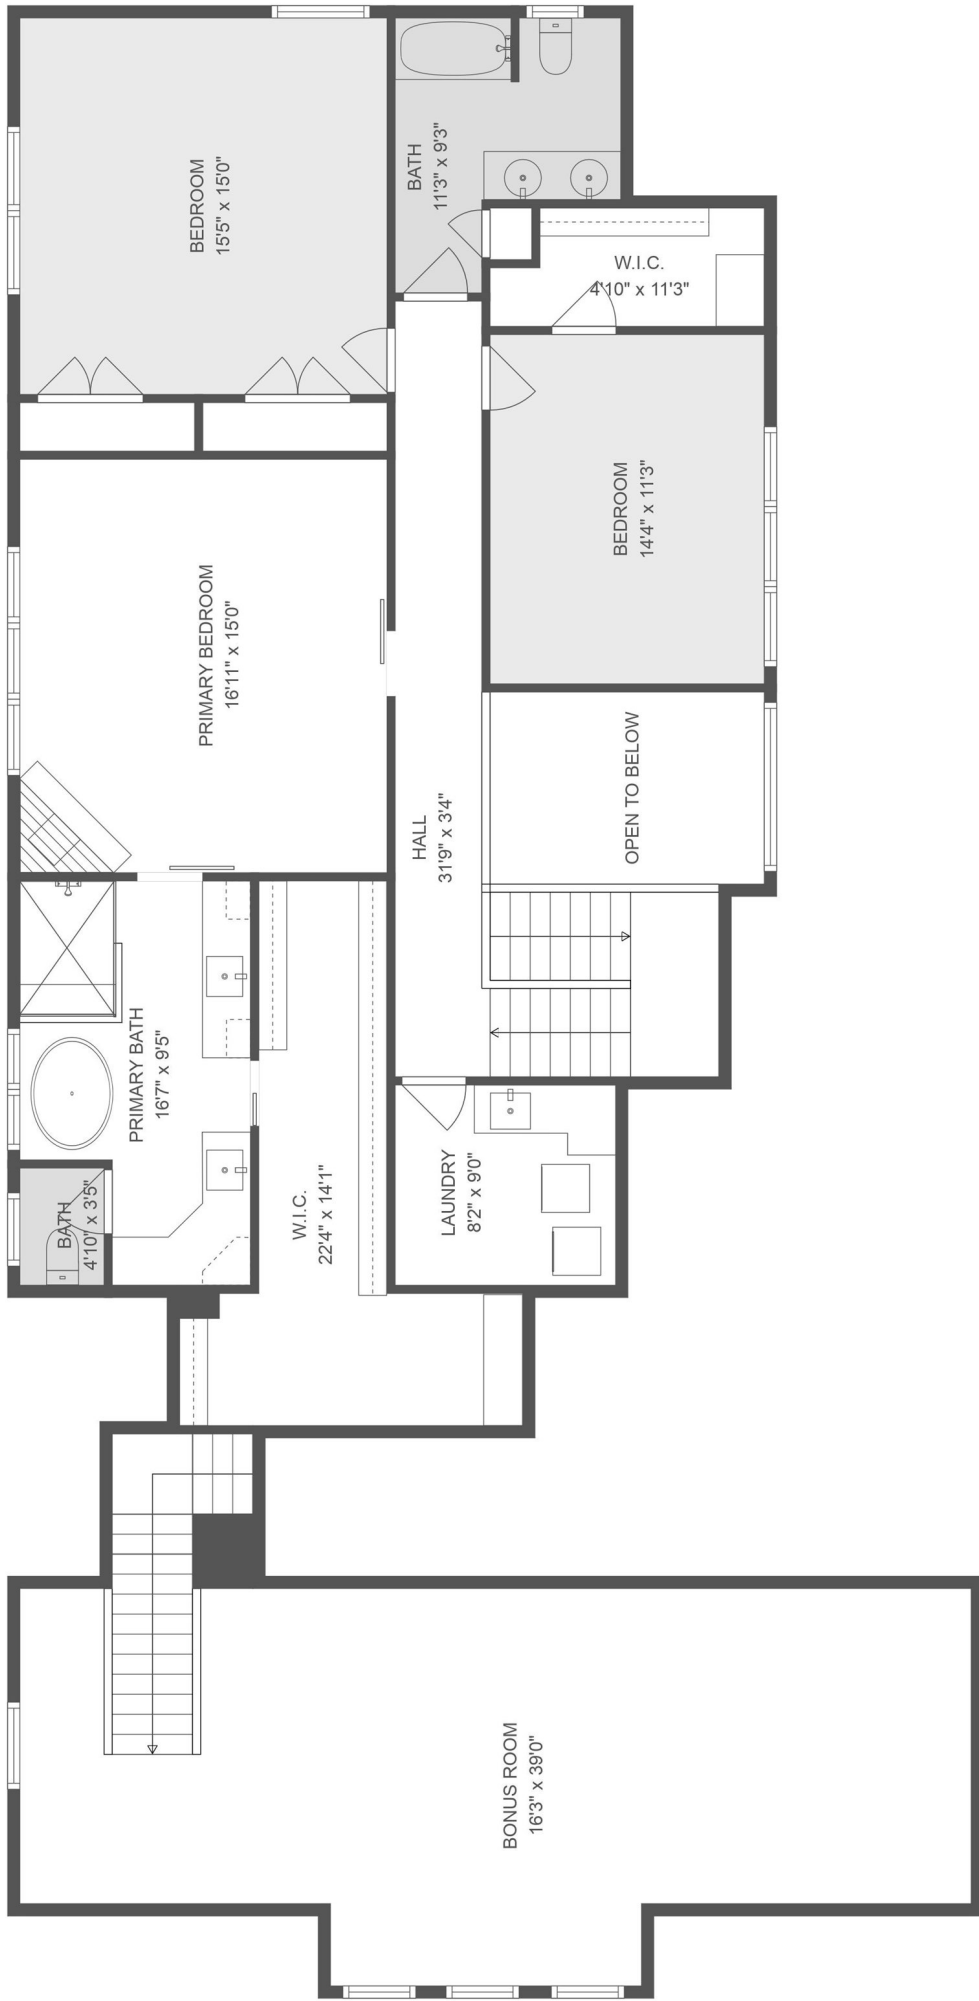 BEDROOM
15'5" x 15'0"
BATH
11'3" x 9'3"
W.I.C.
4'10" x 11'3"
BEDROOM
14'4" x 11'3"
PRIMARY BEDROOM
16'11" x 15'0"
OPEN TO BELOW
HALL
31'9" x 3'4"
PRIMARY BATH
16'7" x 9'5"
BATH
4'10" x 3'5"
W.I.C.
22'4" x 14'1"
LAUNDRY
8'2" x 9'0"
BONUS ROOM
16'3" x 39'0"